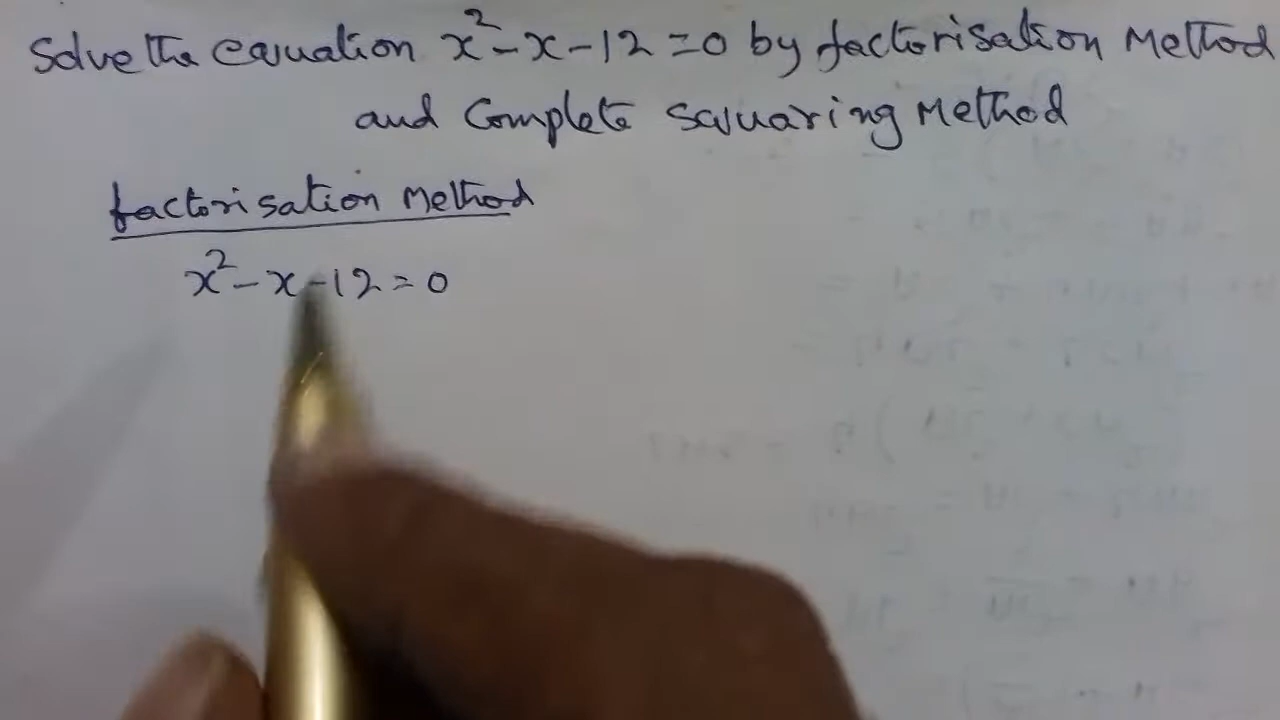 Solve the equation x² - x - 12 = 0 by factorisation Method
and Complete Squaring Method
factorisation Method
x² - x - 12 = 0